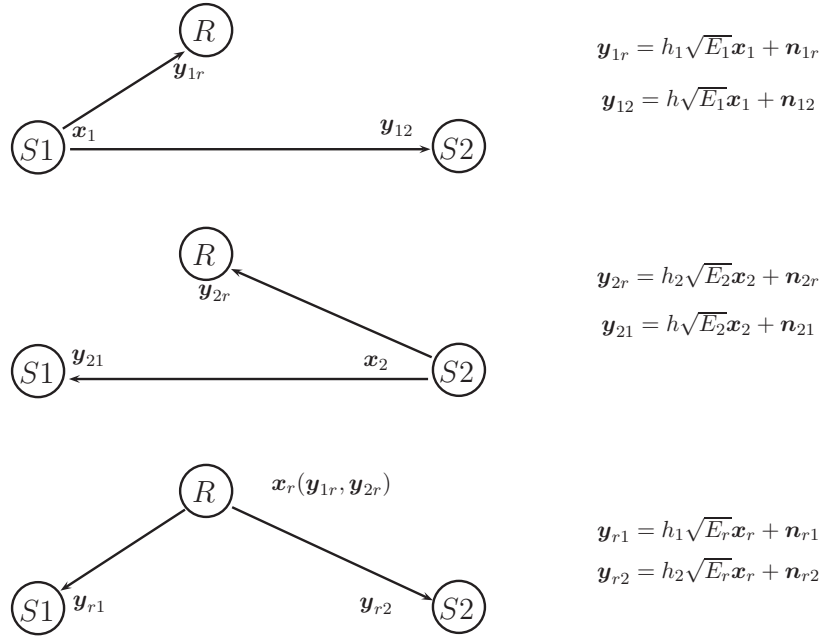 R
y_{1r}
x_1
y_{12}
S1
S2
y_{1r} = h_1√E_1 x_1 + n_{1r}
y_{12} = h√E_1 x_1 + n_{12}
R
y_{2r}
y_{21}
x_2
S1
S2
y_{2r} = h_2√E_2 x_2 + n_{2r}
y_{21} = h√E_2 x_2 + n_{21}
R
x_r(y_{1r}, y_{2r})
S1
y_{r1}
y_{r2}
S2
y_{r1} = h_1√E_r x_r + n_{r1}
y_{r2} = h_2√E_r x_r + n_{r2}